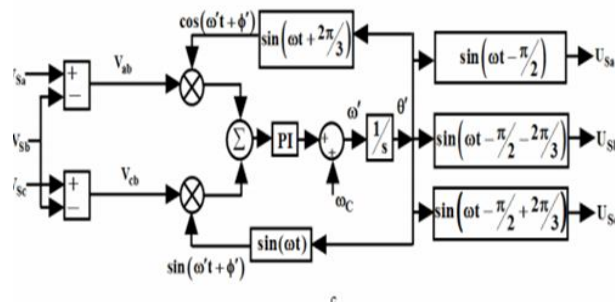 cos(ω't + ϕ')
sin(ωt + 2π/3)
V_ab
+
−
V_Sa
sin(ωt − π/2)
U_Sa
V_Sb
Σ
PI
+
+
ω'
1/s
θ'
sin(ωt − π/2 − 2π/3)
ω_C
V_Sc
+
−
V_cb
sin(ωt − π/2 + 2π/3)
sin(ωt)
sin(ω't + ϕ')